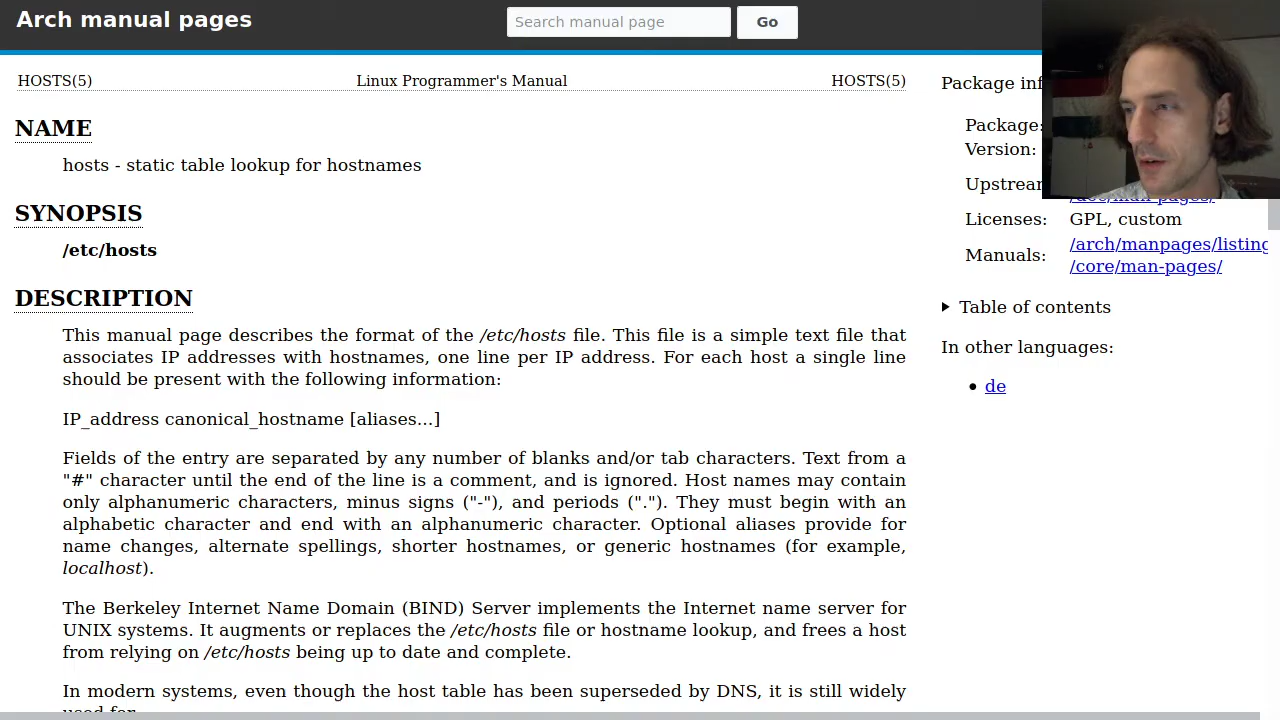 Arch manual pages
Search manual page
Go
HOSTS(5)
Linux Programmer's Manual
HOSTS(5)
NAME
hosts - static table lookup for hostnames
SYNOPSIS
/etc/hosts
DESCRIPTION
This manual page describes the format of the /etc/hosts file. This file is a simple text file that
associates IP addresses with hostnames, one line per IP address. For each host a single line
should be present with the following information:
IP_address canonical_hostname [aliases...]
Fields of the entry are separated by any number of blanks and/or tab characters. Text from a
"#" character until the end of the line is a comment, and is ignored. Host names may contain
only alphanumeric characters, minus signs ("-"), and periods ("."). They must begin with an
alphabetic character and end with an alphanumeric character. Optional aliases provide for
name changes, alternate spellings, shorter hostnames, or generic hostnames (for example,
localhost).
The Berkeley Internet Name Domain (BIND) Server implements the Internet name server for
UNIX systems. It augments or replaces the /etc/hosts file or hostname lookup, and frees a host
from relying on /etc/hosts being up to date and complete.
In modern systems, even though the host table has been superseded by DNS, it is still widely
used for
Package inf
Package:
Version:
Upstrear
Licenses: GPL, custom
Manuals: /arch/manpages/listing
/core/man-pages/
Table of contents
In other languages:
• de